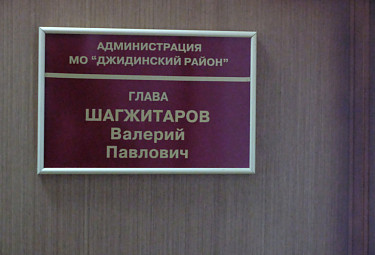 АДМИНИСТРАЦИЯ
МО "ДЖИДИНСКИЙ РАЙОН"
ГЛАВА
ШАГЖИТАРОВ
Валерий
Павлович